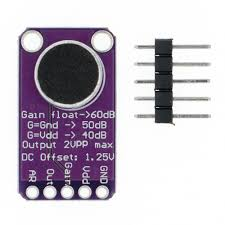 Gain float->60dB
G=Gnd -> 50dB
G=Vdd -> 40dB
Output 2VPP max
DC Offset: 1.25V
AR Out Gain Vdd GND